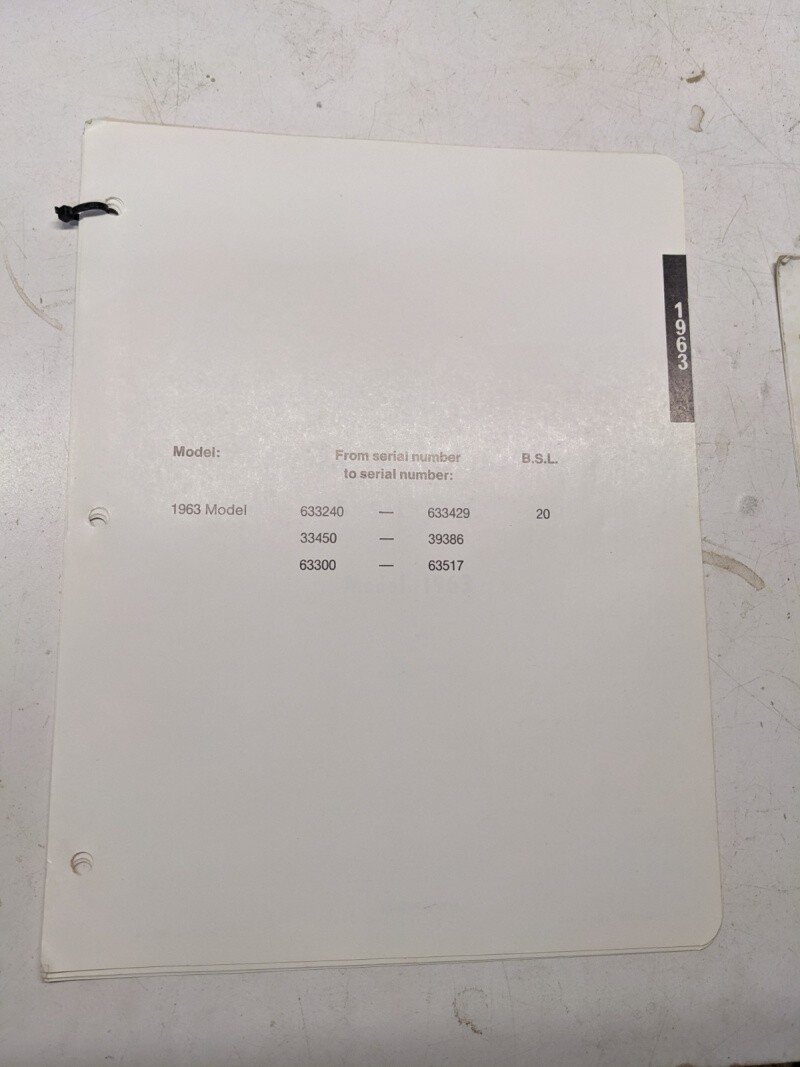 1963
Model: From serial number B.S.L.
to serial number:
1963 Model 633240 — 633429 20
33450 — 39386
63300 — 63517